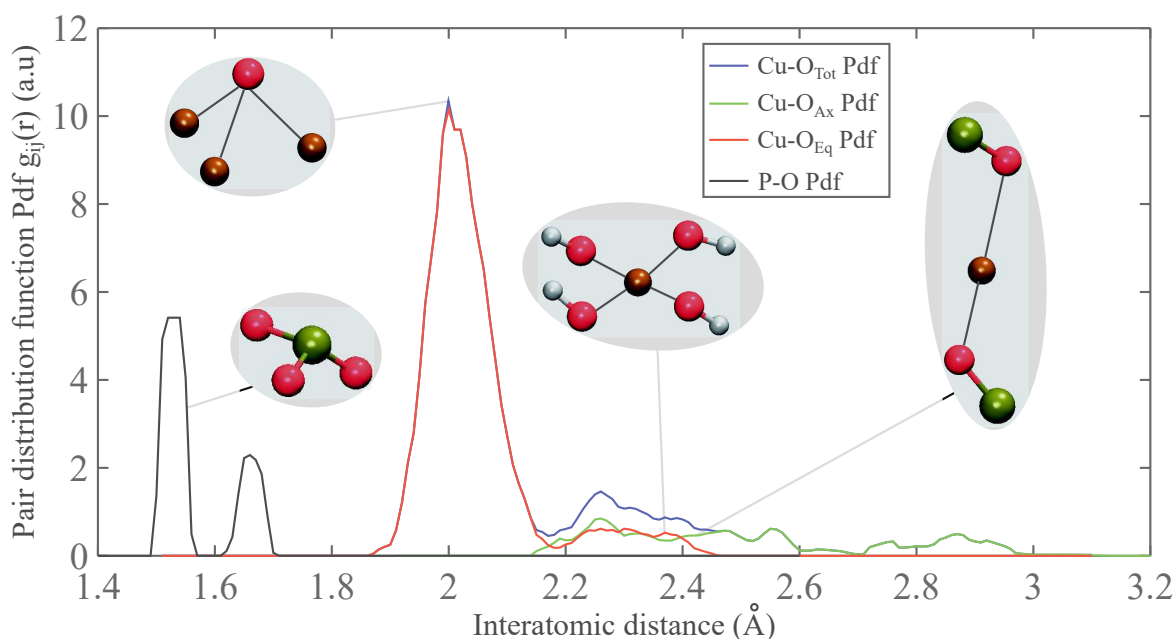 Pair distribution function Pdf gij(r) (a.u)
12
10
8
6
4
2
0
Cu-OTot Pdf
Cu-OAx Pdf
Cu-OEq Pdf
P-O Pdf
1.4 1.6 1.8 2 2.2 2.4 2.6 2.8 3 3.2
Interatomic distance (Å)